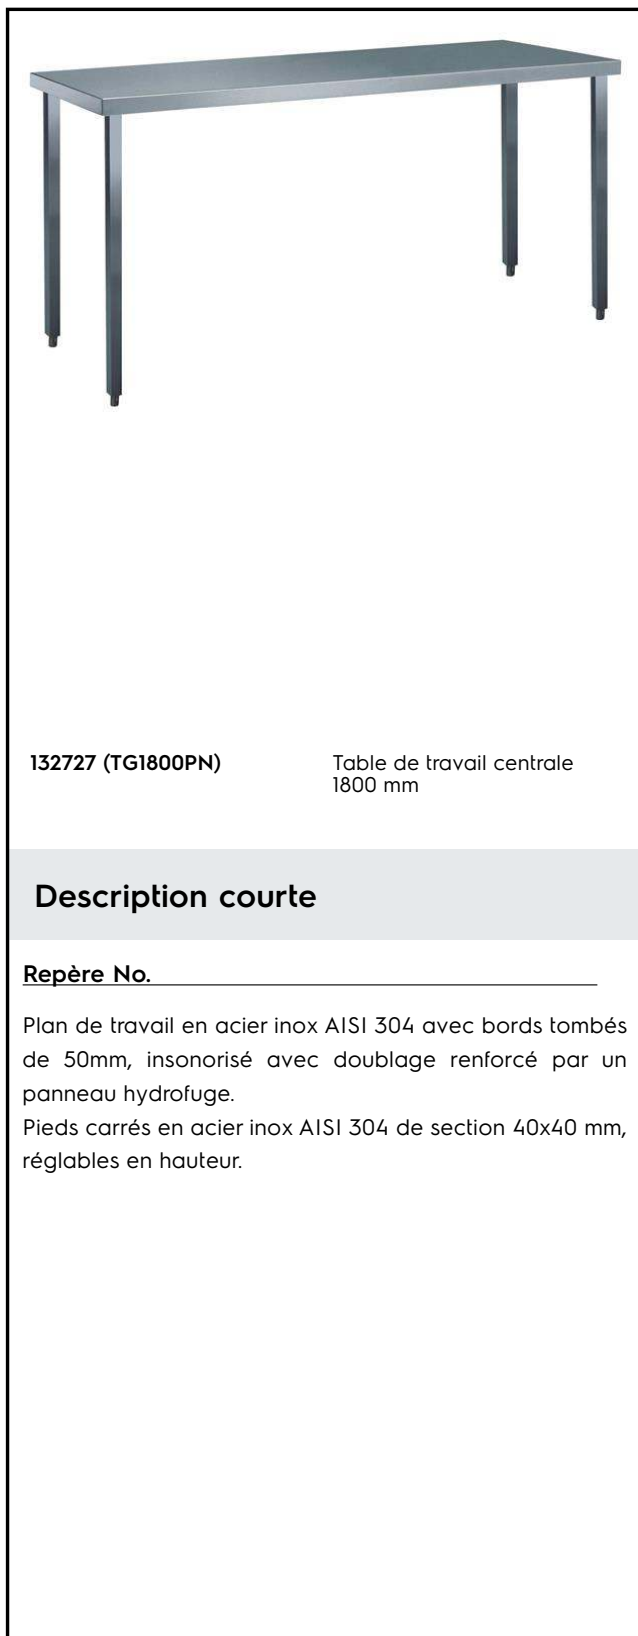 132727 (TG1800PN)
Table de travail centrale
1800 mm
Description courte
Repère No.
Plan de travail en acier inox AISI 304 avec bords tombés
de 50mm, insonorisé avec doublage renforcé par un
panneau hydrofuge.
Pieds carrés en acier inox AISI 304 de section 40x40 mm,
réglables en hauteur.